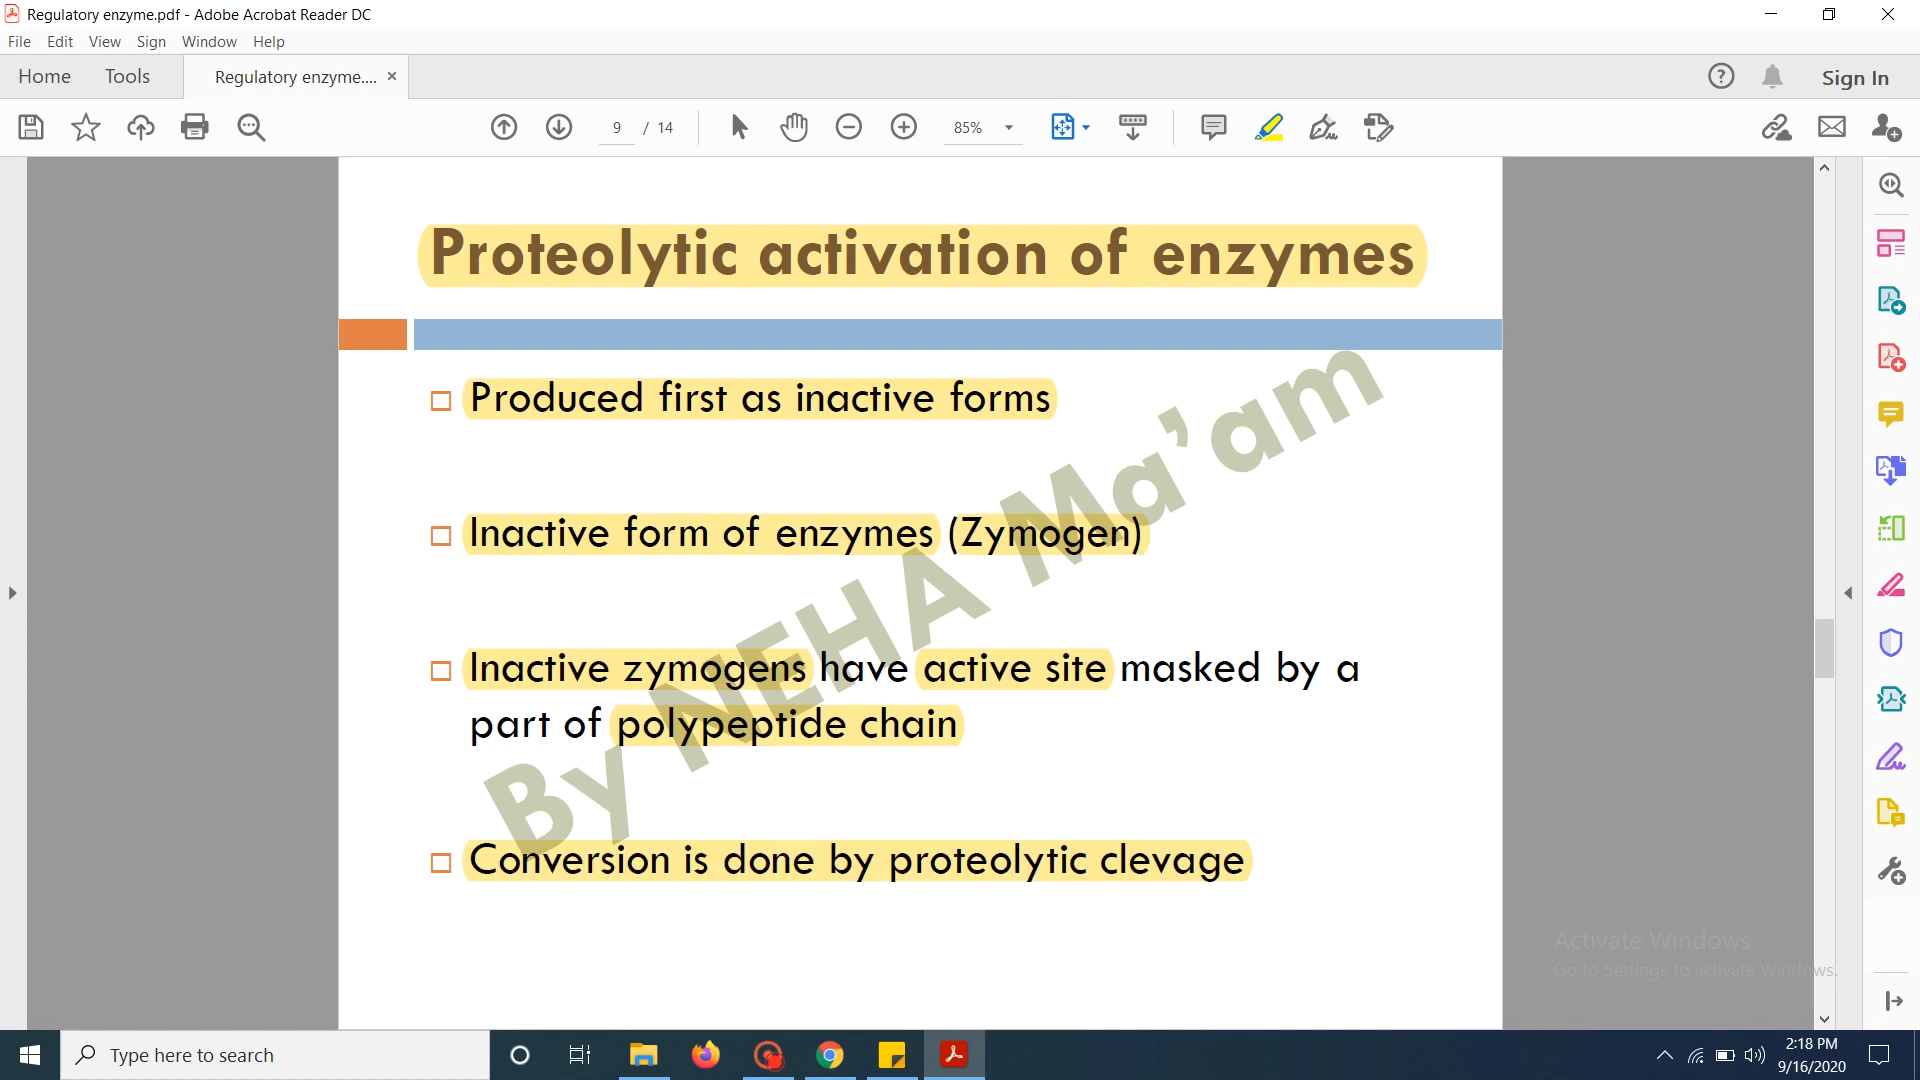 Regulatory enzyme.pdf - Adobe Acrobat Reader DC
File Edit View Sign Window Help
Home Tools Regulatory enzyme.... × Sign In
9 / 14 85%
Proteolytic activation of enzymes
Produced first as inactive forms
Inactive form of enzymes (Zymogen)
Inactive zymogens have active site masked by a
part of polypeptide chain
Conversion is done by proteolytic clevage
By NEHA Ma'am
Activate Windows
Go to Settings to activate Windows.
Type here to search
2:18 PM
9/16/2020